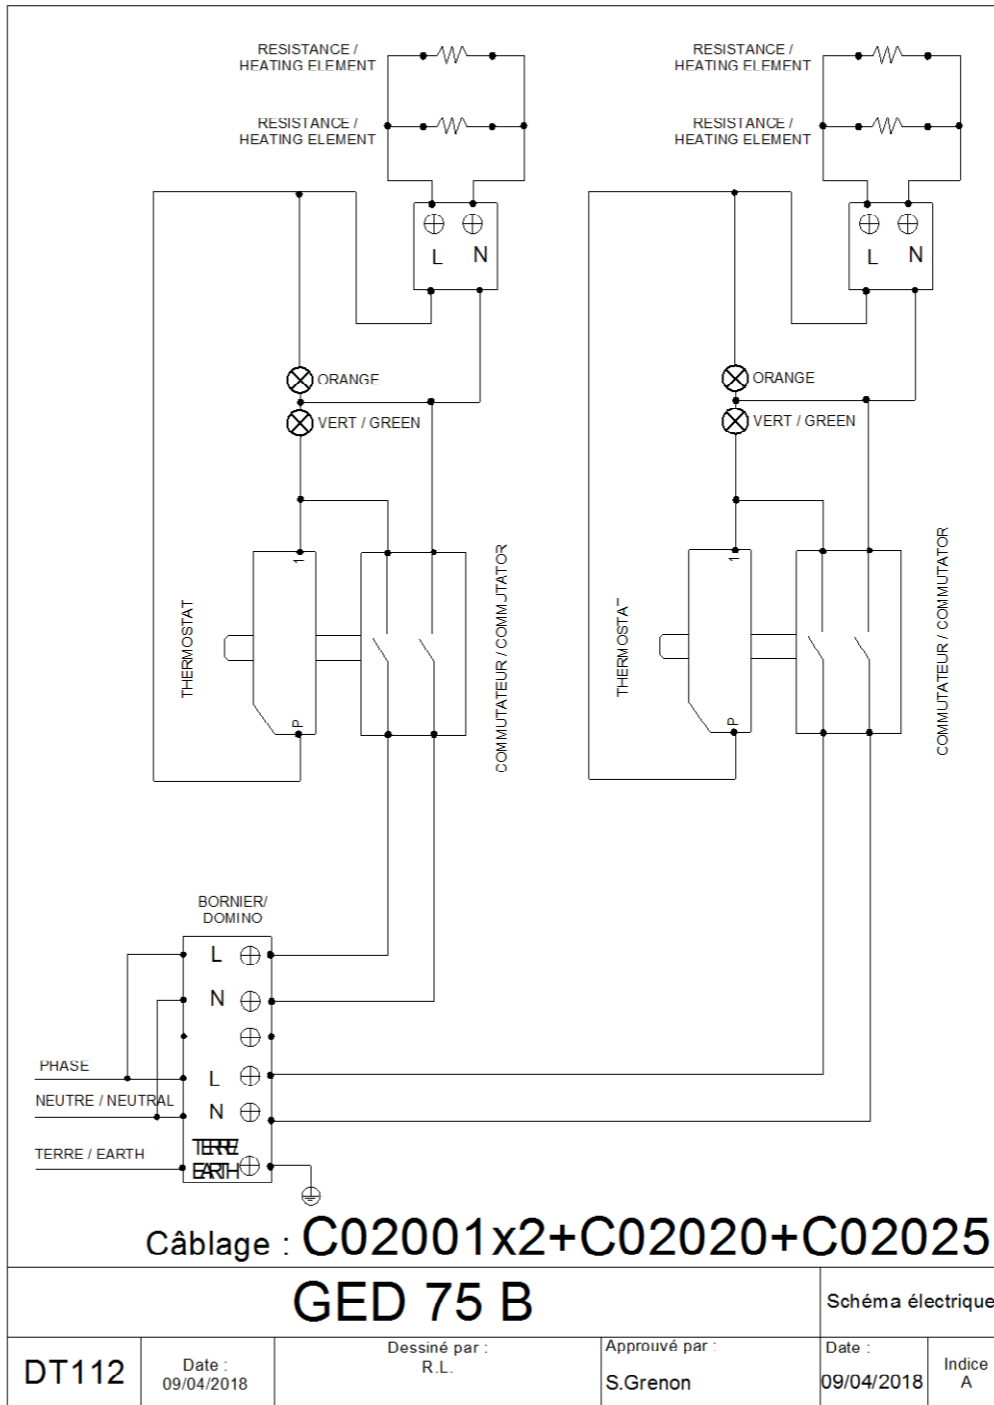 RESISTANCE /
HEATING ELEMENT
RESISTANCE /
HEATING ELEMENT
RESISTANCE /
HEATING ELEMENT
RESISTANCE /
HEATING ELEMENT
L N
L N
ORANGE
VERT / GREEN
ORANGE
VERT / GREEN
THERMOSTAT
1
P
COMMUTATEUR / COMMUTATOR
THERMOSTAT
1
P
COMMUTATEUR / COMMUTATOR
BORNIER/
DOMINO
L
N
PHASE
L
NEUTRE / NEUTRAL
N
TERRE / EARTH
TERRE/
EARTH
Câblage : C02001x2+C02020+C02025
GED 75 B
Schéma électrique
DT112
Date :
09/04/2018
Dessiné par :
R.L.
Approuvé par :
S.Grenon
Date :
09/04/2018
Indice
A